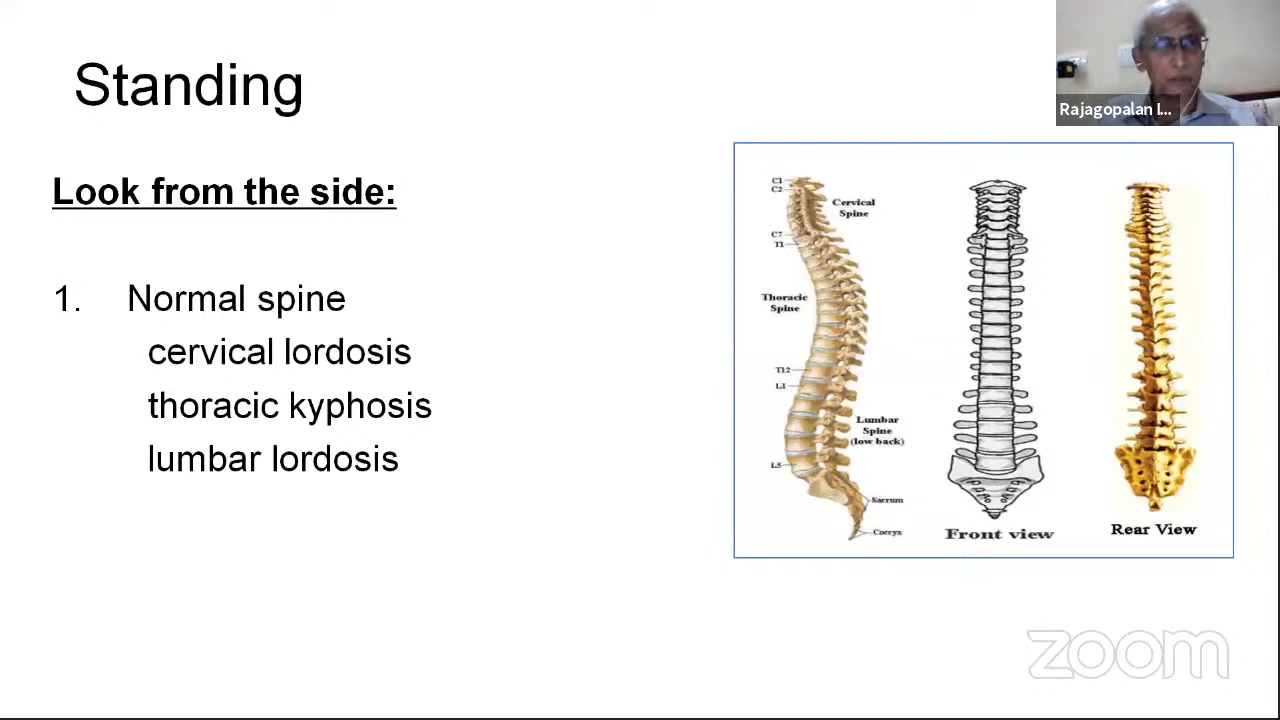 Standing
Rajagopalan I...
Look from the side:
1. Normal spine
cervical lordosis
thoracic kyphosis
lumbar lordosis
C1
C2
Cervical
Spine
C7
T1
Thoracic
Spine
T12
L1
Lumbar
Spine
(low back)
L5
Sacrum
Coccyx
Front view
Rear View
zoom